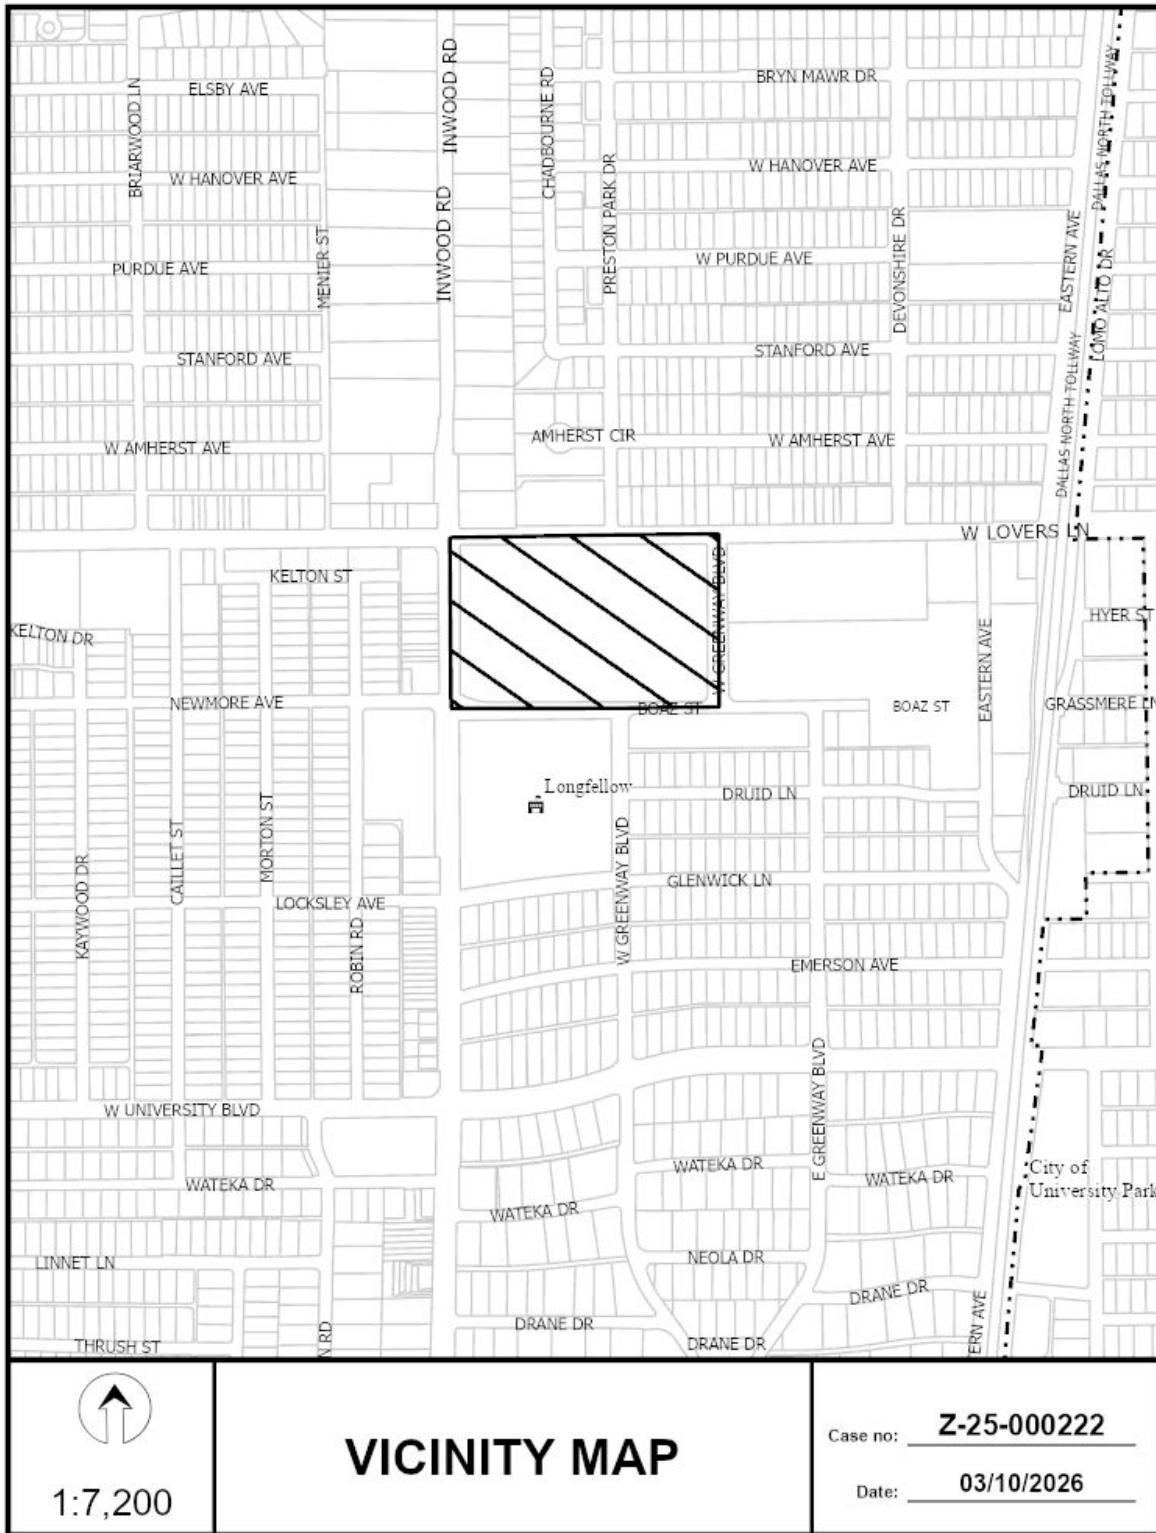 BRIARWOOD LN
ELSBY AVE
INWOOD RD
CHADBOURNE RD
BRYN MAWR DR
DALLAS NORTH TOLLWAY
W HANOVER AVE
W HANOVER AVE
PRESTON PARK DR
INWOOD RD
MENIER ST
PURDUE AVE
W PURDUE AVE
DEVONSHIRE DR
EASTERN AVE
LOMO ALTO DR
STANFORD AVE
STANFORD AVE
DALLAS NORTH TOLLWAY
W AMHERST AVE
AMHERST CIR
W AMHERST AVE
W LOVERS LN
KELTON ST
W GREENWAY BLVD
HYER ST
KELTON DR
EASTERN AVE
NEWMORE AVE
BOAZ ST
BOAZ ST
GRASSMERE LN
Longfellow
DRUID LN
DRUID LN
KAYWOOD DR
CAILLET ST
MORTON ST
W GREENWAY BLVD
GLENWICK LN
LOCKSLEY AVE
ROBIN RD
EMERSON AVE
E GREENWAY BLVD
W UNIVERSITY BLVD
WATEKA DR
WATEKA DR
WATEKA DR
WATEKA DR
City of
University Park
LINNET LN
NEOLA DR
DRANE DR
DRANE DR
DRANE DR
THRUSH ST
N RD
ERN AVE
1:7,200
VICINITY MAP
Case no: Z-25-000222
Date: 03/10/2026